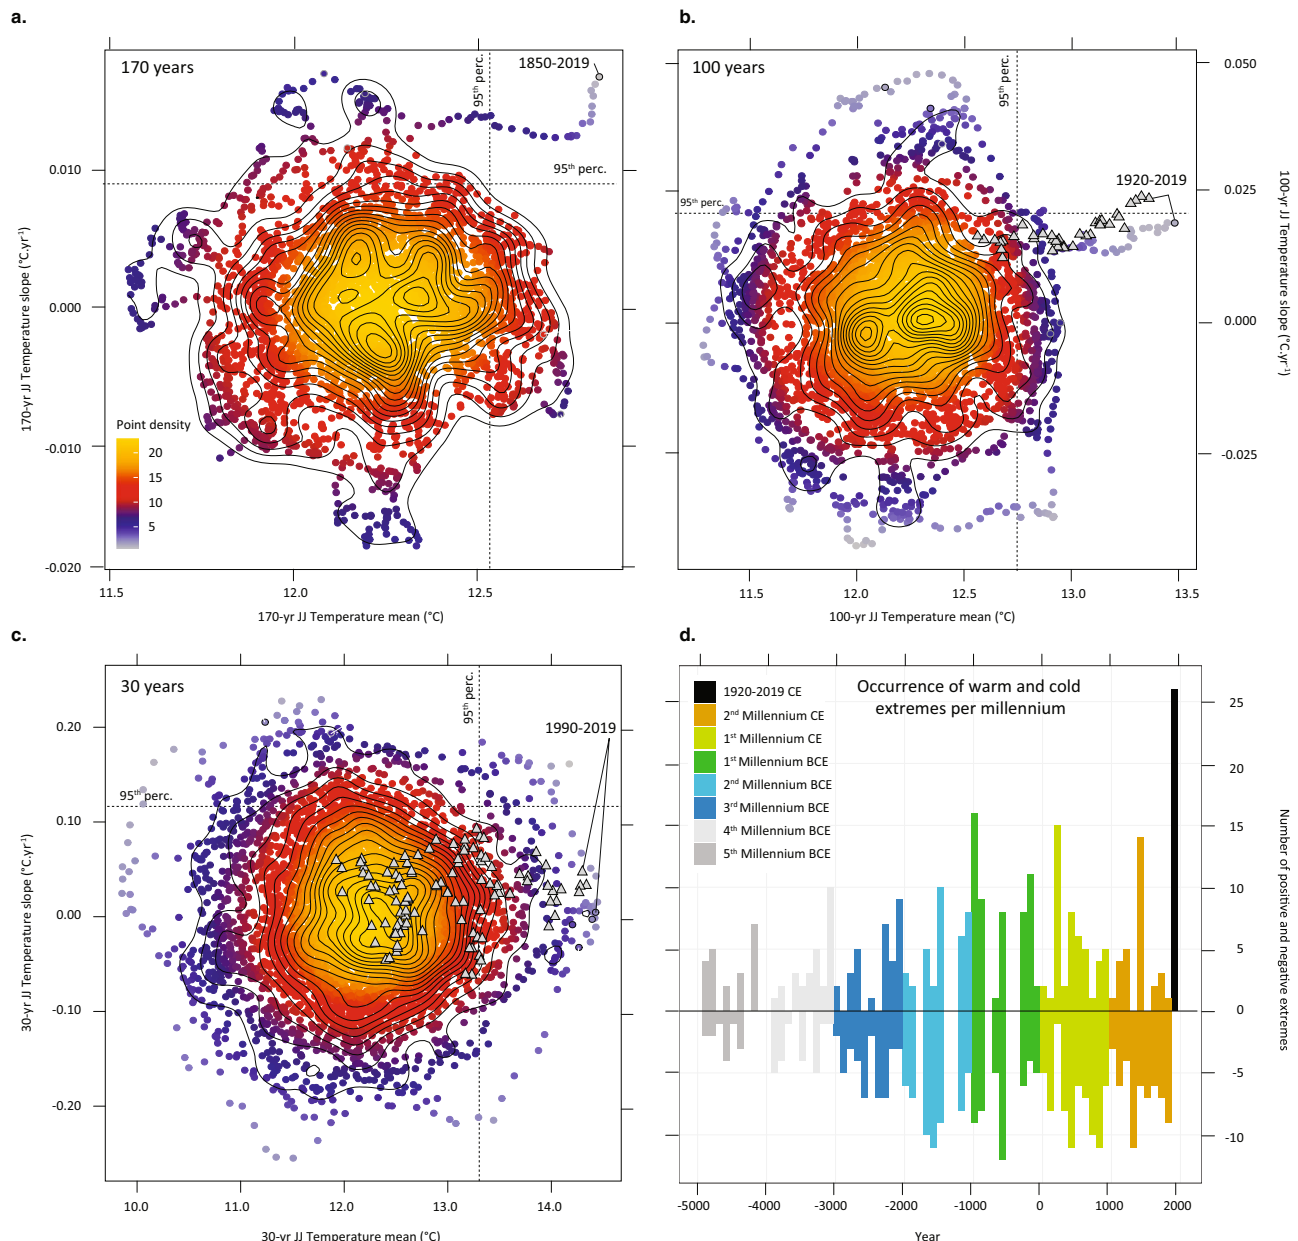 a.
170 years
1850-2019
95th perc.
95th perc.
0.010
0.000
-0.010
-0.020
170-yr JJ Temperature slope (°C.yr-1)
Point density
20
15
10
5
11.5
12.0
12.5
170-yr JJ Temperature mean (°C)
b.
100 years
95th perc.
95th perc.
1920-2019
0.050
0.025
0.000
-0.025
100-yr JJ Temperature slope (°C.yr-1)
11.5
12.0
12.5
13.0
13.5
100-yr JJ Temperature mean (°C)
c.
30 years
95th perc.
95th perc.
1990-2019
0.20
0.10
0.00
-0.10
-0.20
30-yr JJ Temperature slope (°C.yr-1)
10.0
11.0
12.0
13.0
14.0
30-yr JJ Temperature mean (°C)
d.
Occurrence of warm and cold
extremes per millennium
1920-2019 CE
2nd Millennium CE
1st Millennium CE
1st Millennium BCE
2nd Millennium BCE
3rd Millennium BCE
4th Millennium BCE
5th Millennium BCE
25
20
15
10
5
0
-5
-10
Number of positive and negative extremes
-5000
-4000
-3000
-2000
-1000
0
1000
2000
Year